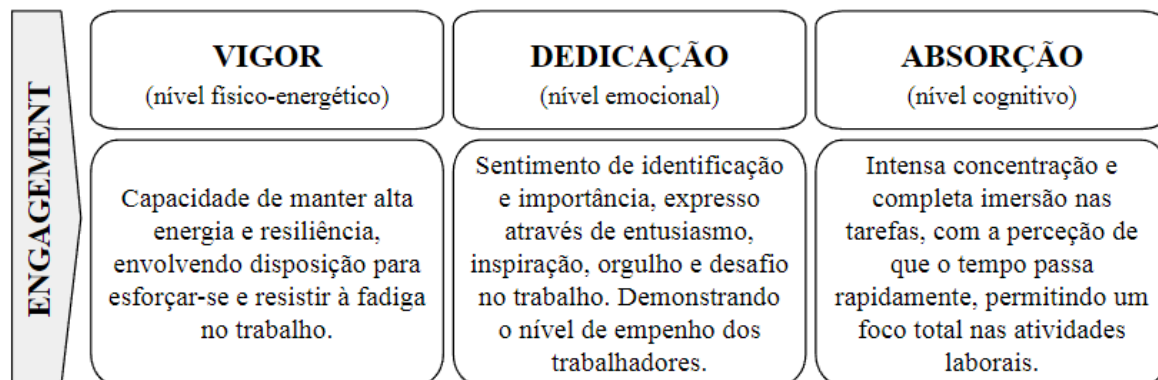 ENGAGEMENT
VIGOR
(nível físico-energético)
Capacidade de manter alta
energia e resiliência,
envolvendo disposição para
esforçar-se e resistir à fadiga
no trabalho.
DEDICAÇÃO
(nível emocional)
Sentimento de identificação
e importância, expresso
através de entusiasmo,
inspiração, orgulho e desafio
no trabalho. Demonstrando
o nível de empenho dos
trabalhadores.
ABSORÇÃO
(nível cognitivo)
Intensa concentração e
completa imersão nas
tarefas, com a perceção de
que o tempo passa
rapidamente, permitindo um
foco total nas atividades
laborais.